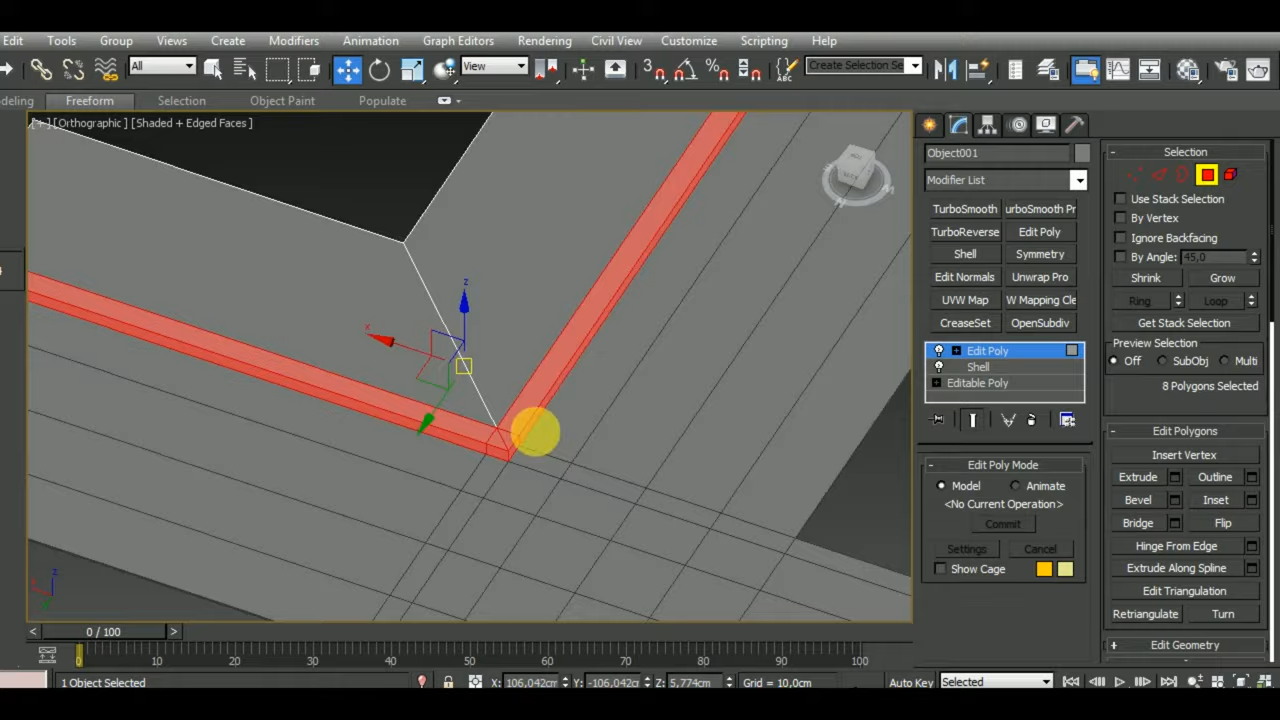 Edit Tools Group Views Create Modifiers Animation Graph Editors Rendering Civil View Customize Scripting Help
All View 3 ABC Create Selection Se
deling Freeform Selection Object Paint Populate
[+] [Orthographic ] [Shaded + Edged Faces ]
x
z
z
Object001
Modifier List
TurboSmooth urboSmooth Pr
TurboReverse Edit Poly
Shell Symmetry
Edit Normals Unwrap Pro
UVW Map W Mapping Cle
CreaseSet OpenSubdiv
Edit Poly
Shell
Editable Poly
- Edit Poly Mode
Model Animate
<No Current Operation>
Commit
Settings Cancel
Show Cage
- Selection
Use Stack Selection
By Vertex
Ignore Backfacing
By Angle: 45,0
Shrink Grow
Ring Loop
Get Stack Selection
Preview Selection
Off SubObj Multi
8 Polygons Selected
- Edit Polygons
Insert Vertex
Extrude Outline
Bevel Inset
Bridge Flip
Hinge From Edge
Extrude Along Spline
Edit Triangulation
Retriangulate Turn
+ Edit Geometry
< 0 / 100 >
0 10 20 30 40 50 60 70 80 90 100
1 Object Selected X: 106,042cm Y: -106,042cm Z: 5,774cm Grid = 10,0cm Auto Key Selected